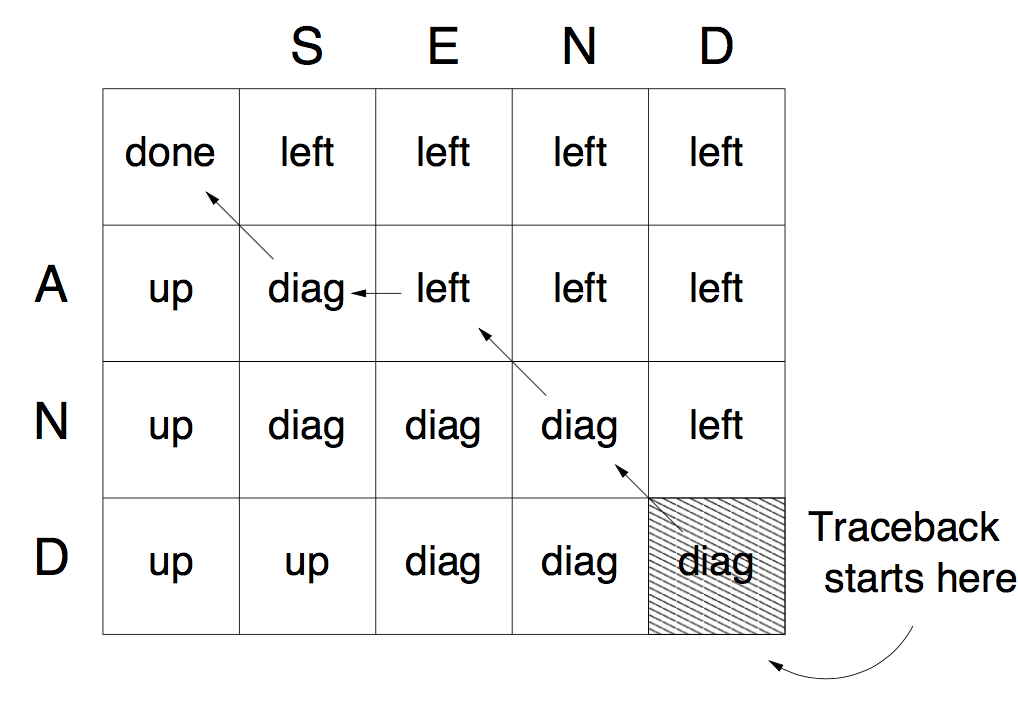 S E N D
done left left left left
A up diag left left left
N up diag diag diag left
D up up diag diag diag
Traceback
starts here